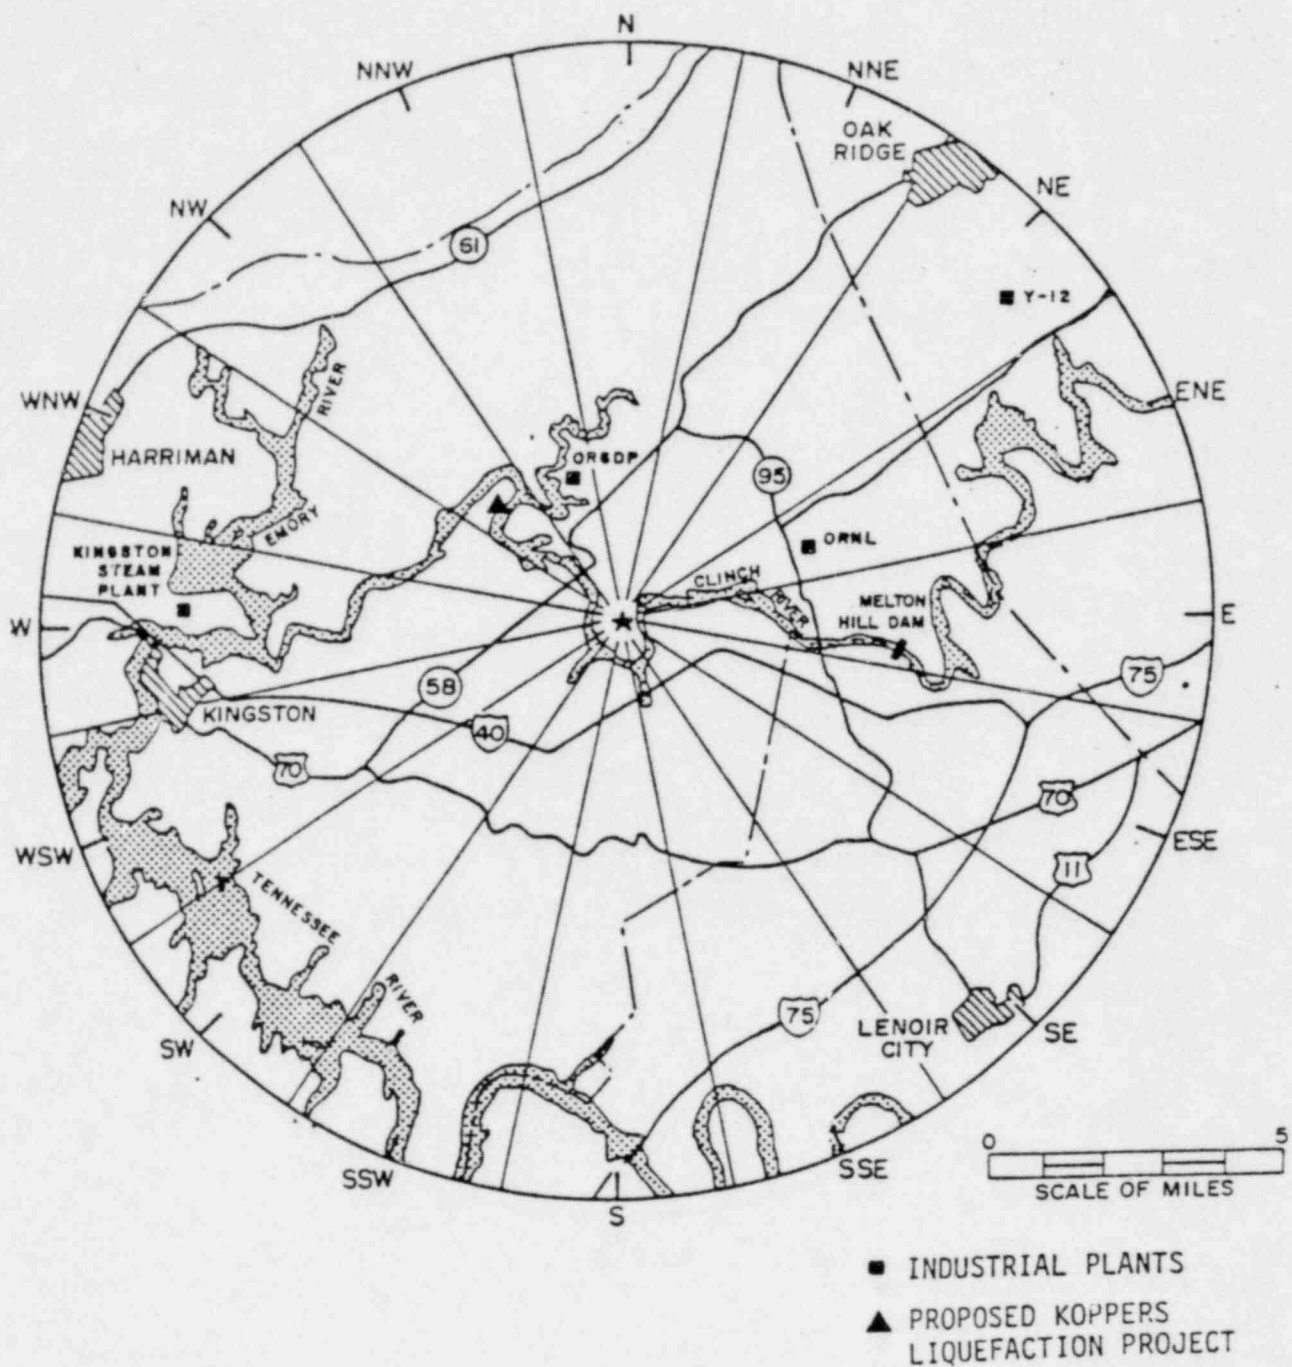 N
NNW
NNE
OAK
RIDGE
NW
NE
61
Y-12
WNW
RIVER
ENE
HARRIMAN
ORGDP
95
EMORY
KINGSTON
STEAM
PLANT
ORNL
CLINCH
RIVER
MELTON
HILL DAM
W
E
58
75
KINGSTON
40
70
70
WSW
ESE
11
TENNESSEE
RIVER
75
LENOIR
CITY
SE
SW
SSW
SSE
S
0 5
SCALE OF MILES
INDUSTRIAL PLANTS
PROPOSED KOPPERS
LIQUEFACTION PROJECT